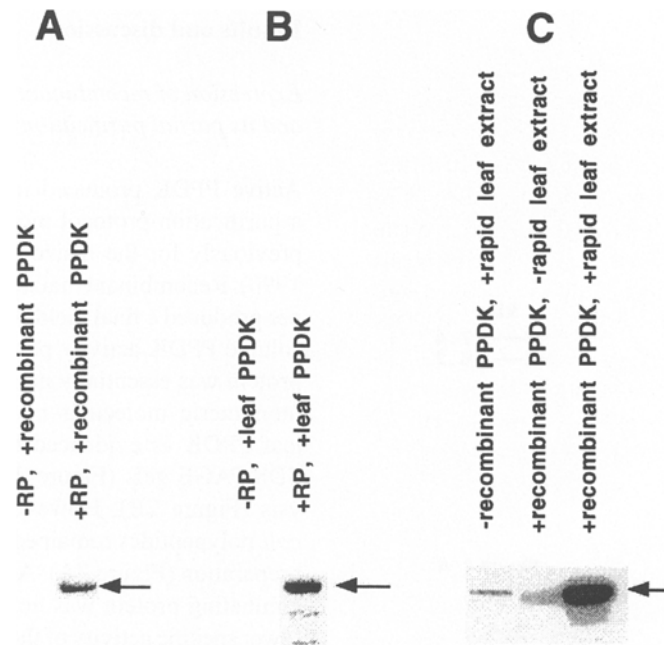 A
B
C
-RP, +recombinant PPDK
+RP, +recombinant PPDK
-RP, +leaf PPDK
+RP, +leaf PPDK
-recombinant PPDK, +rapid leaf extract
+recombinant PPDK, -rapid leaf extract
+recombinant PPDK, +rapid leaf extract